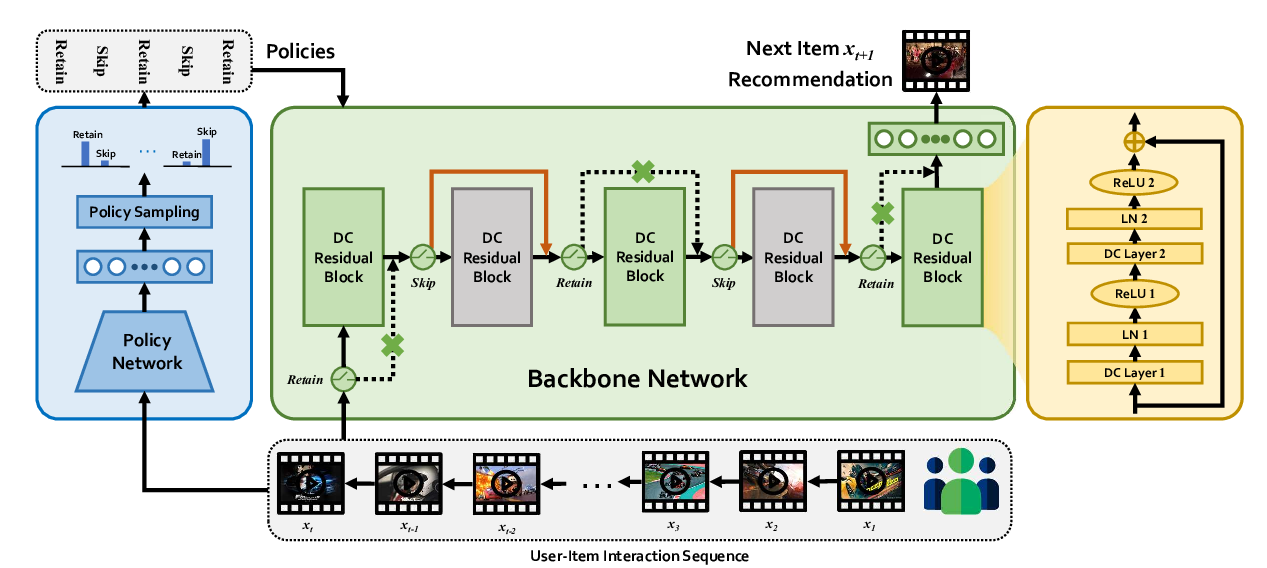 Retain
Skip
Retain
Skip
Retain
Policies
Next Item x_{t+1}
Recommendation
Retain
Skip
...
Retain
Skip
Policy Sampling
Policy
Network
DC
Residual
Block
Skip
DC
Residual
Block
Retain
DC
Residual
Block
Skip
DC
Residual
Block
Retain
DC
Residual
Block
Retain
Backbone Network
ReLU 2
LN 2
DC Layer 2
ReLU 1
LN 1
DC Layer 1
x_t
x_{t-1}
x_{t-2}
...
x_3
x_2
x_1
User-Item Interaction Sequence